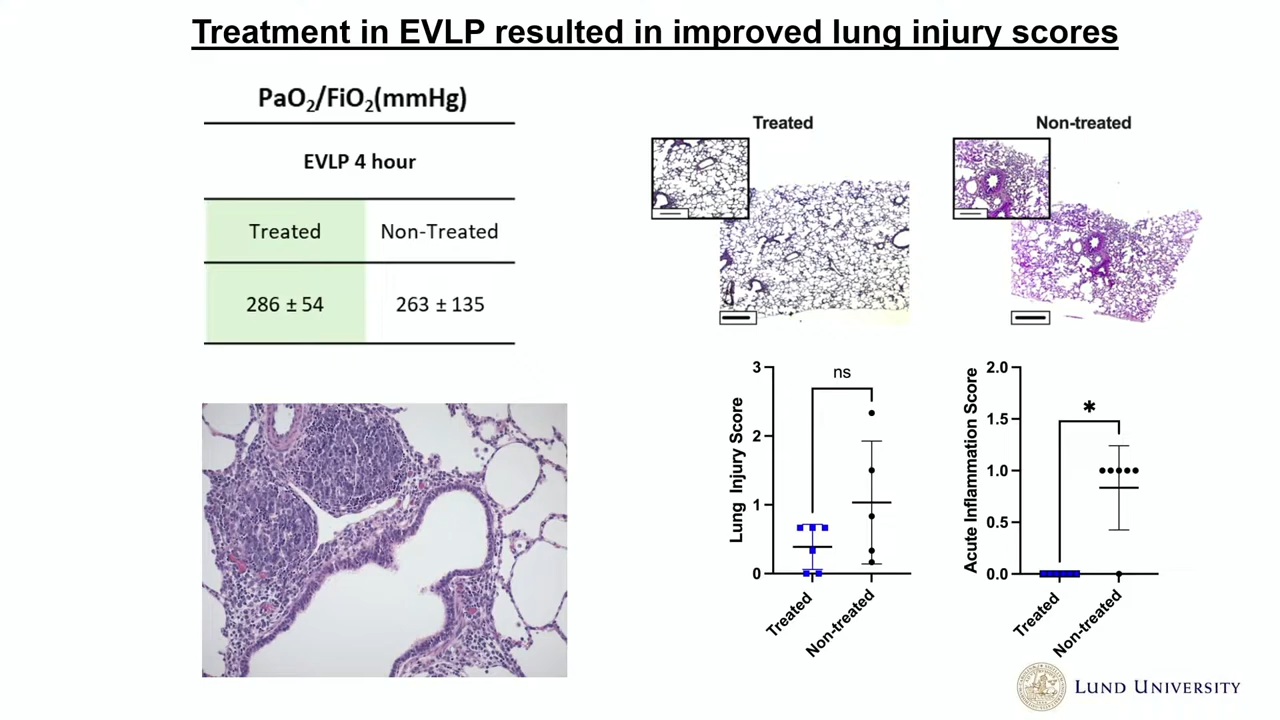 Treatment in EVLP resulted in improved lung injury scores
PaO2/FiO2(mmHg)
EVLP 4 hour
Treated Non-Treated
286 ± 54 263 ± 135
Treated
Non-treated
3
2
1
0
Lung Injury Score
ns
Treated
Non-treated
2.0
1.5
1.0
0.5
0.0
Acute Inflammation Score
*
Treated
Non-treated
LUND UNIVERSITY